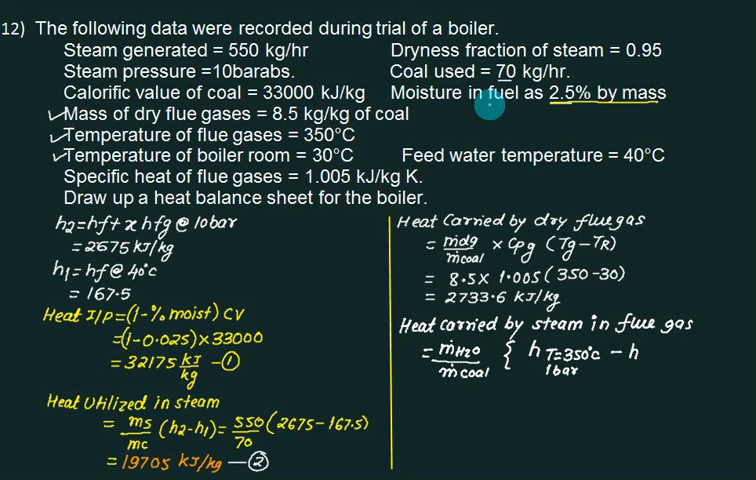 12) The following data were recorded during trial of a boiler.
Steam generated = 550 kg/hr Dryness fraction of steam = 0.95
Steam pressure =10barabs. Coal used = 70 kg/hr.
Calorific value of coal = 33000 kJ/kg Moisture in fuel as 2.5% by mass
✓Mass of dry flue gases = 8.5 kg/kg of coal
✓Temperature of flue gases = 350°C
✓Temperature of boiler room = 30°C Feed water temperature = 40°C
Specific heat of flue gases = 1.005 kJ/kg K.
Draw up a heat balance sheet for the boiler.
h2=hf+x hfg @ 10bar
=2675 KJ/kg
h1=hf@ 40°c
=167.5
Heat I/P=(1-% moist) CV
=(1-0.025)×33000
=32175 KJ/kg -①
Heat Utilized in steam
= ms/mc (h2-h1)= 550/70 (2675-167.5)
=19705 KJ/kg —②
Heat Carried by dry flue gas
= ṁdg/ṁcoal × Cpg (Tg-TR)
= 8.5× 1.005(350-30)
= 2733.6 KJ/kg
Heat Carried by steam in flue gas
= ṁH2O/ṁcoal { h T=350°c 1bar - h